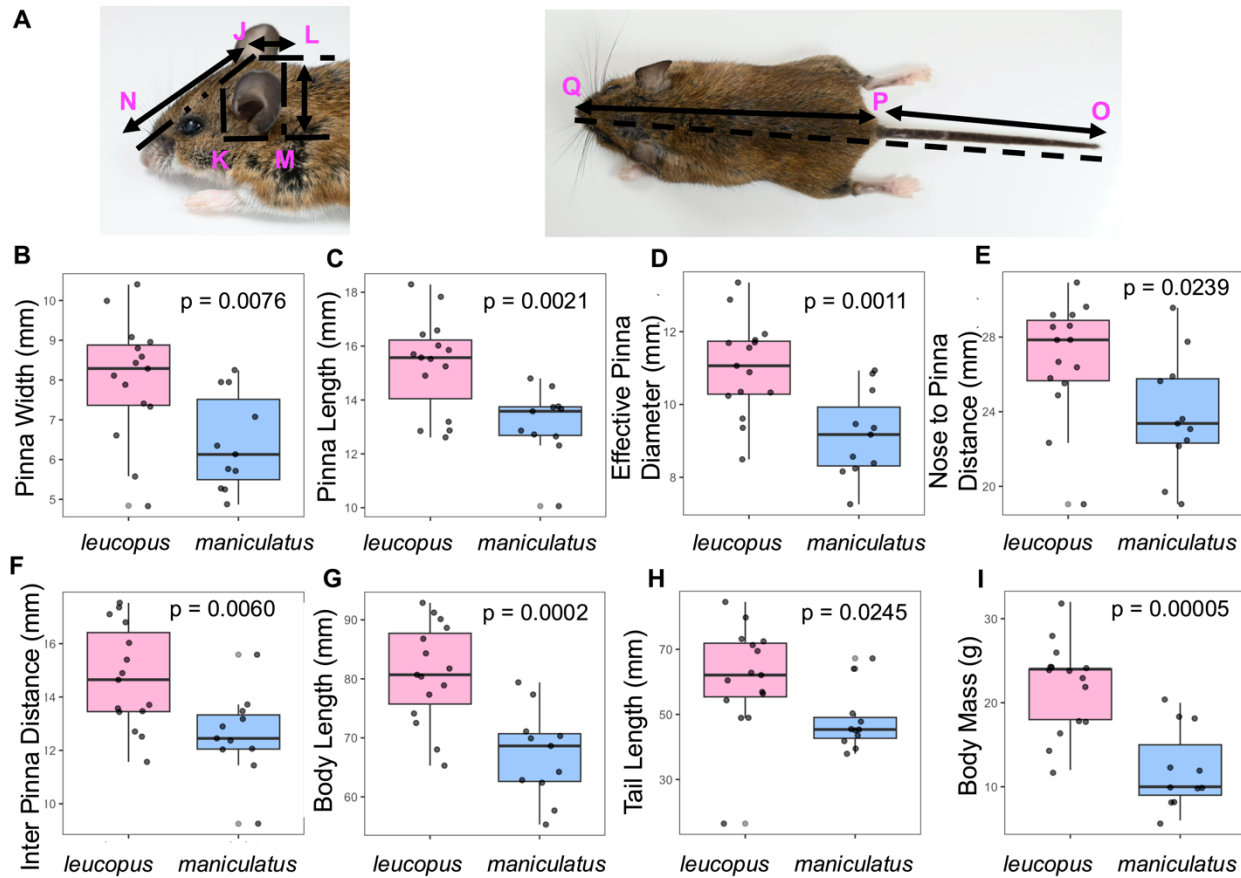 A
J
L
N
K
M
Q
P
O
B
Pinna Width (mm)
10
9
8
7
6
5
p = 0.0076
leucopus
maniculatus
C
Pinna Length (mm)
18
16
14
12
10
p = 0.0021
leucopus
maniculatus
D
Effective Pinna
Diameter (mm)
12
10
8
p = 0.0011
leucopus
maniculatus
E
Nose to Pinna
Distance (mm)
28
24
20
p = 0.0239
leucopus
maniculatus
F
Inter Pinna Distance (mm)
16
14
12
10
p = 0.0060
leucopus
maniculatus
G
Body Length (mm)
90
80
70
60
p = 0.0002
leucopus
maniculatus
H
Tail Length (mm)
70
50
30
p = 0.0245
leucopus
maniculatus
I
Body Mass (g)
30
20
10
p = 0.00005
leucopus
maniculatus